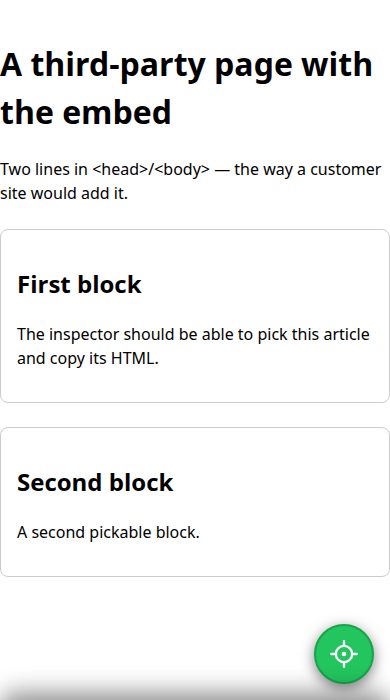 A third-party page with
the embed
Two lines in <head>/<body> — the way a customer
site would add it.
First block
The inspector should be able to pick this article
and copy its HTML.
Second block
A second pickable block.